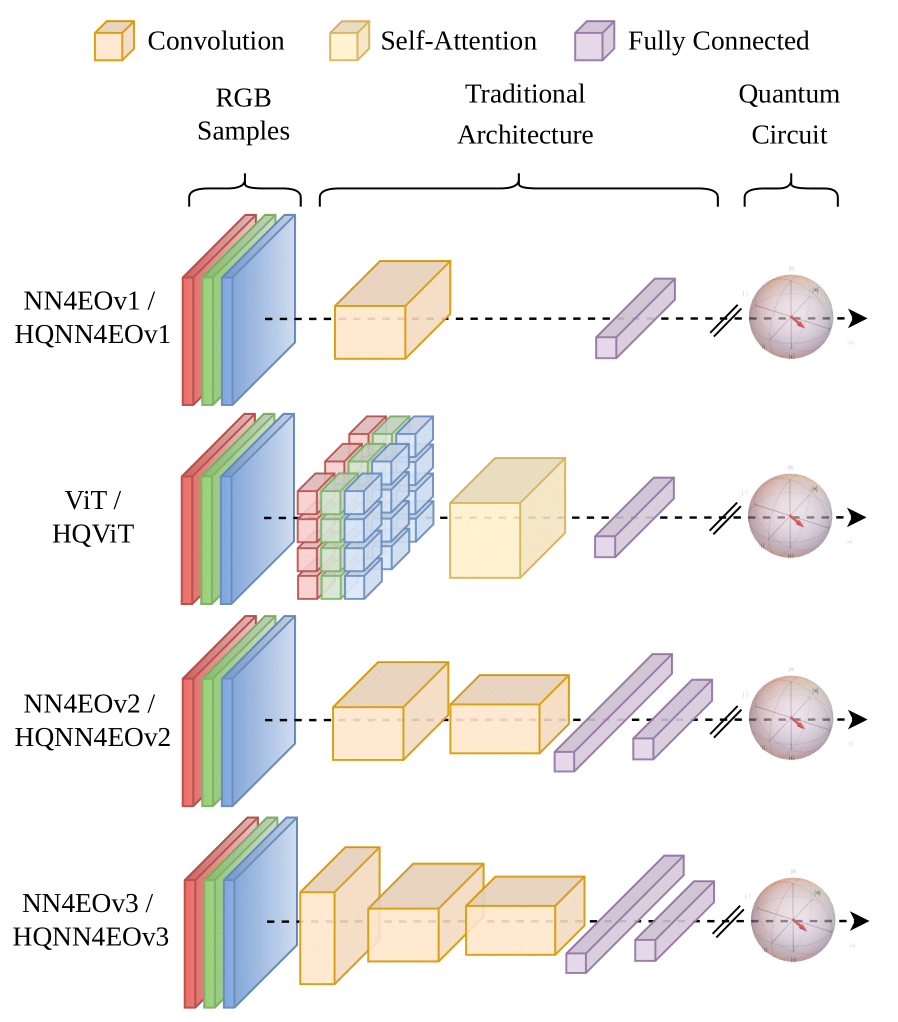 Convolution
Self-Attention
Fully Connected
RGB
Samples
Traditional
Architecture
Quantum
Circuit
NN4EOv1 /
HQNN4EOv1
ViT /
HQViT
NN4EOv2 /
HQNN4EOv2
NN4EOv3 /
HQNN4EOv3